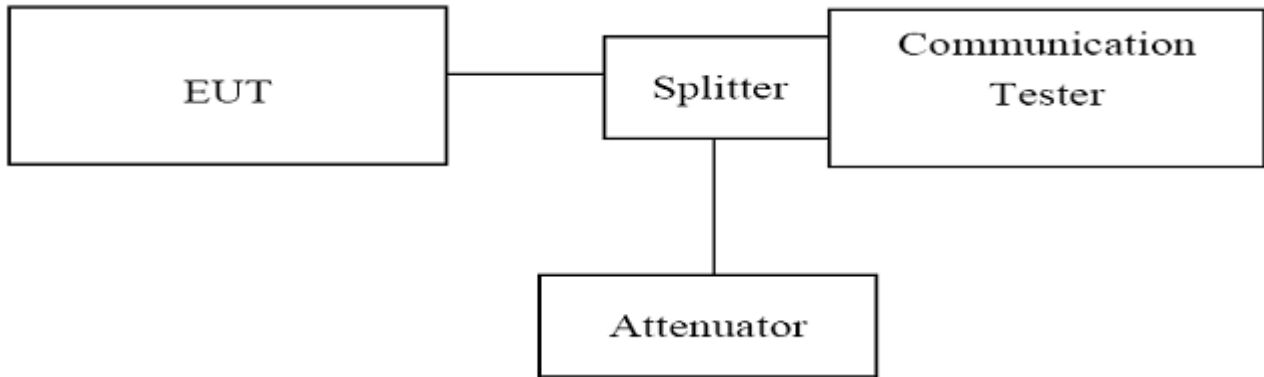 EUT
Splitter
Communication
Tester
Attenuator